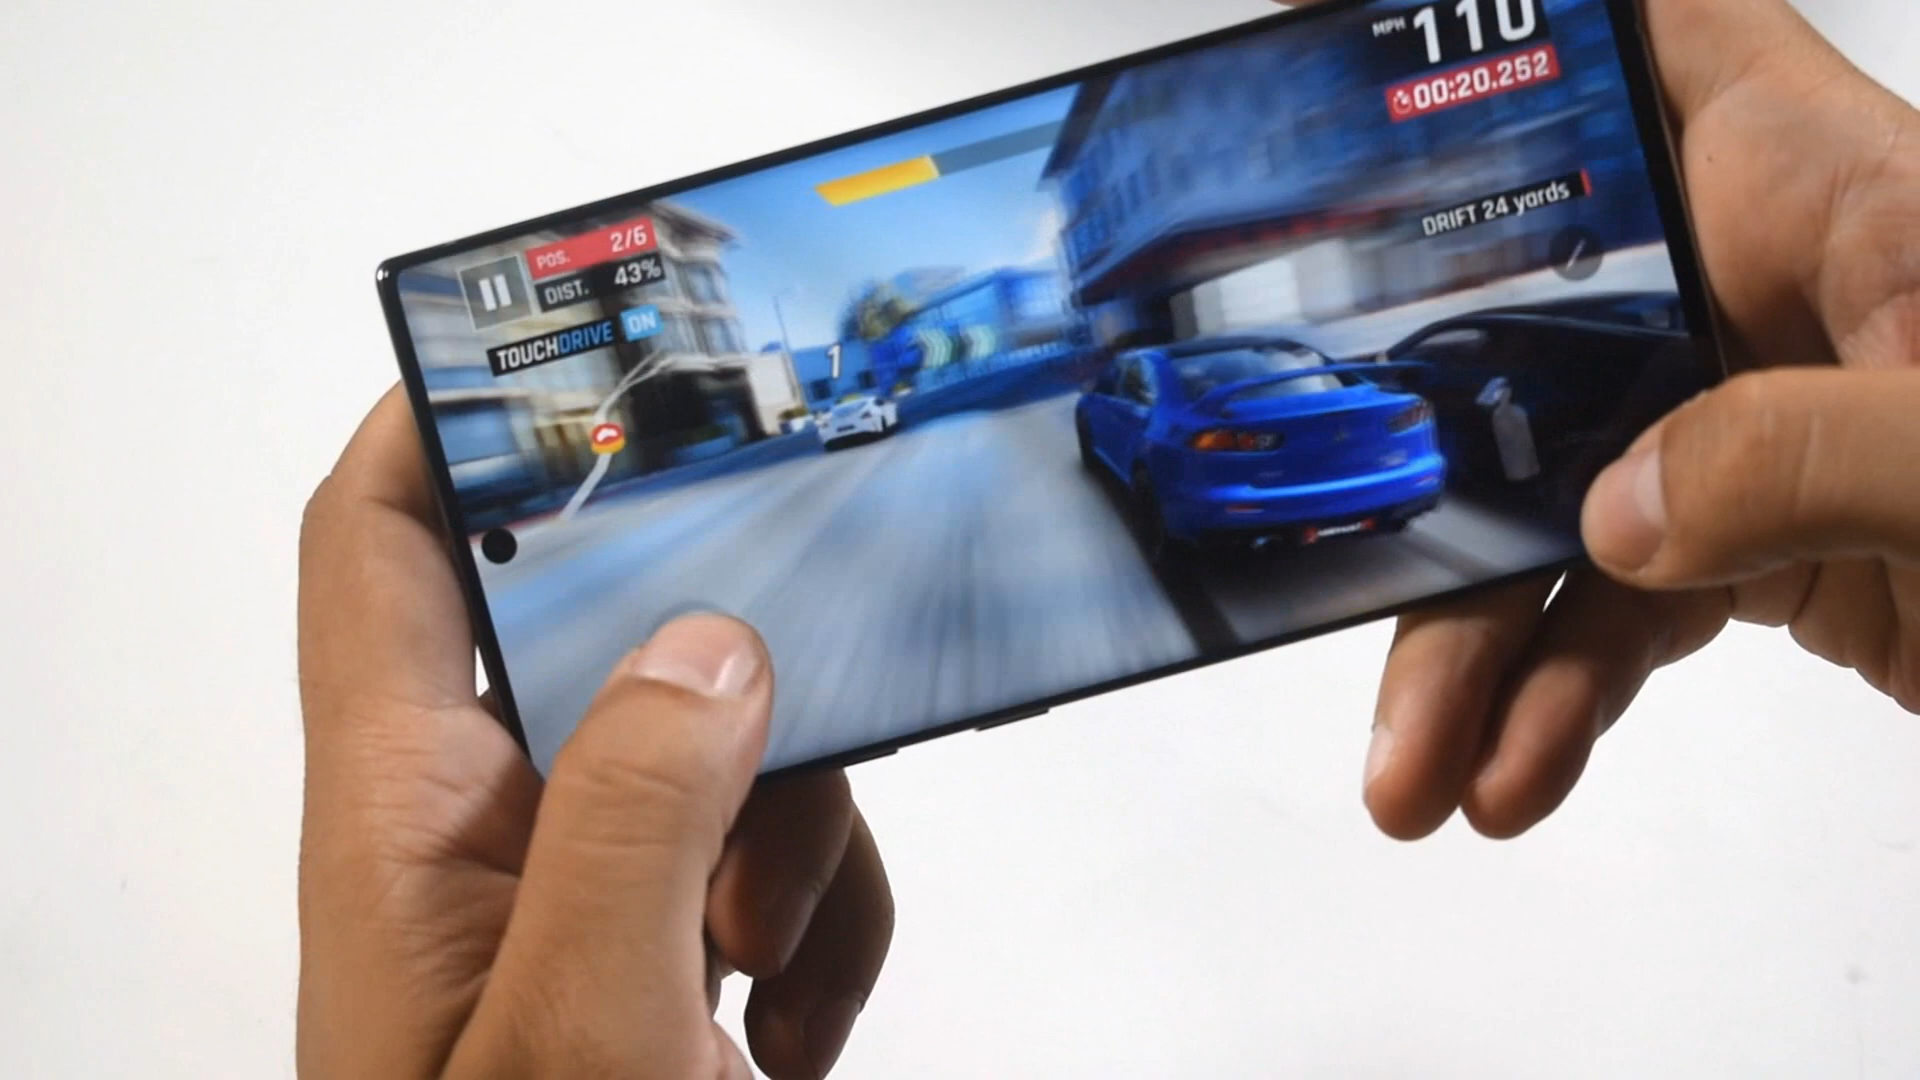 MPH 110
00:20.252
DRIFT 24 yards
POS. 2/6
DIST. 43%
TOUCHDRIVE ON
1